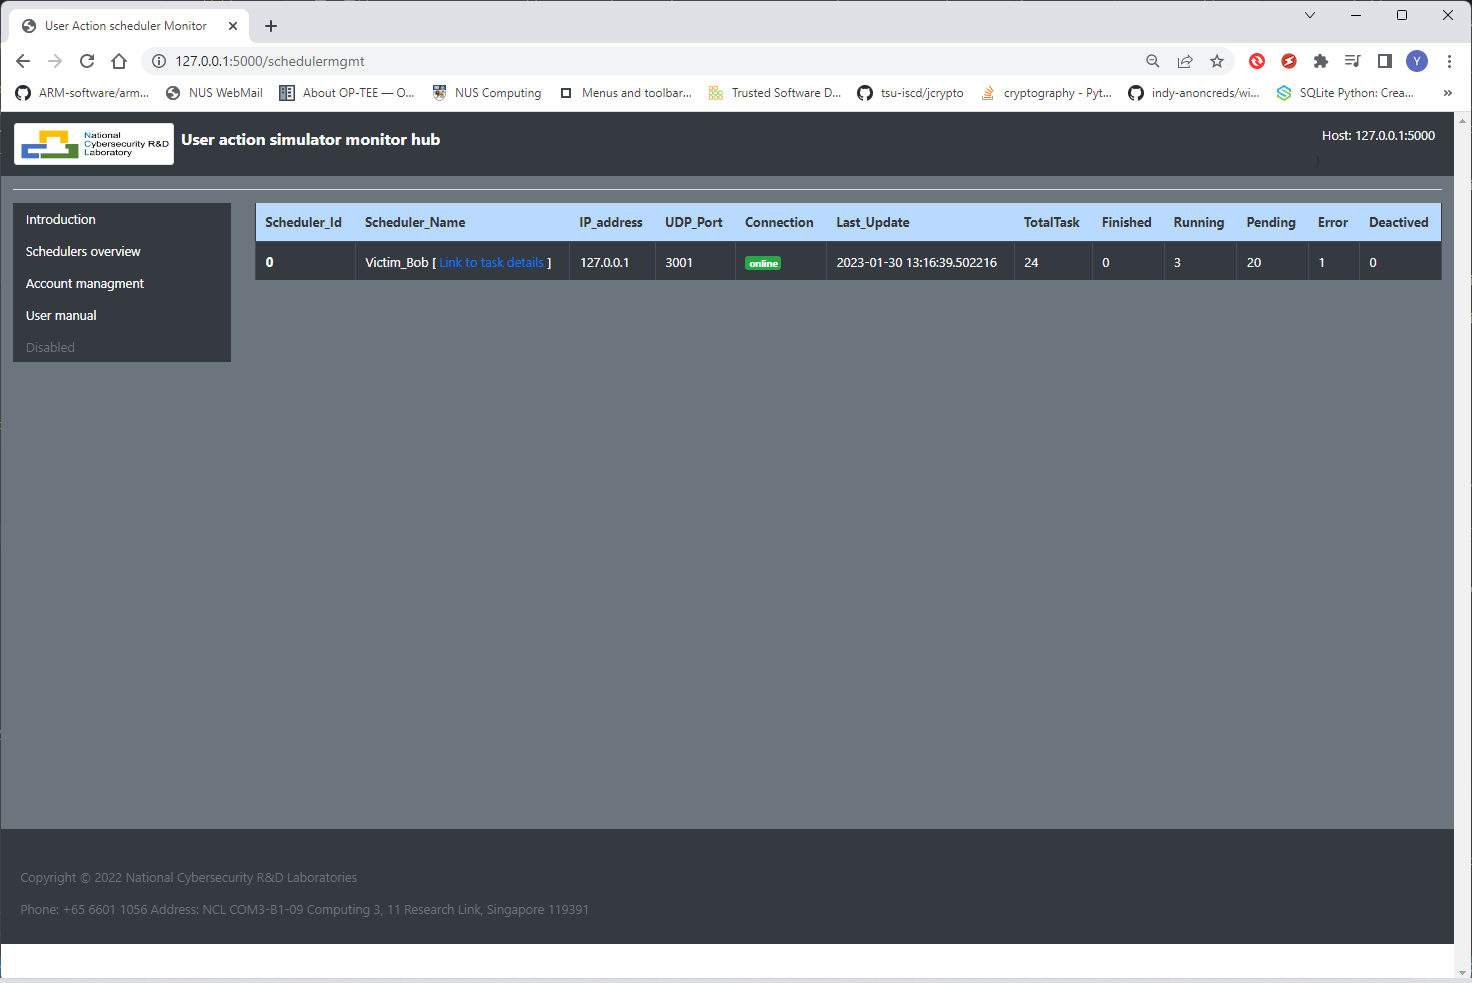 User Action scheduler Monitor
127.0.0.1:5000/schedulermgmt
Y
ARM-software/arm... NUS WebMail About OP-TEE — O... NUS Computing Menus and toolbar... Trusted Software D... tsu-iscd/jcrypto cryptography - Pyt... indy-anoncreds/wi... SQLite Python: Crea... »
National
Cybersecurity R&D
Laboratory
User action simulator monitor hub
Host: 127.0.0.1:5000
Introduction
Schedulers overview
Account managment
User manual
Disabled
Scheduler_Id Scheduler_Name IP_address UDP_Port Connection Last_Update TotalTask Finished Running Pending Error Deactived
0 Victim_Bob [ Link to task details ] 127.0.0.1 3001 online 2023-01-30 13:16:39.502216 24 0 3 20 1 0
Copyright © 2022 National Cybersecurity R&D Laboratories
Phone: +65 6601 1056 Address: NCL COM3-B1-09 Computing 3, 11 Research Link, Singapore 119391